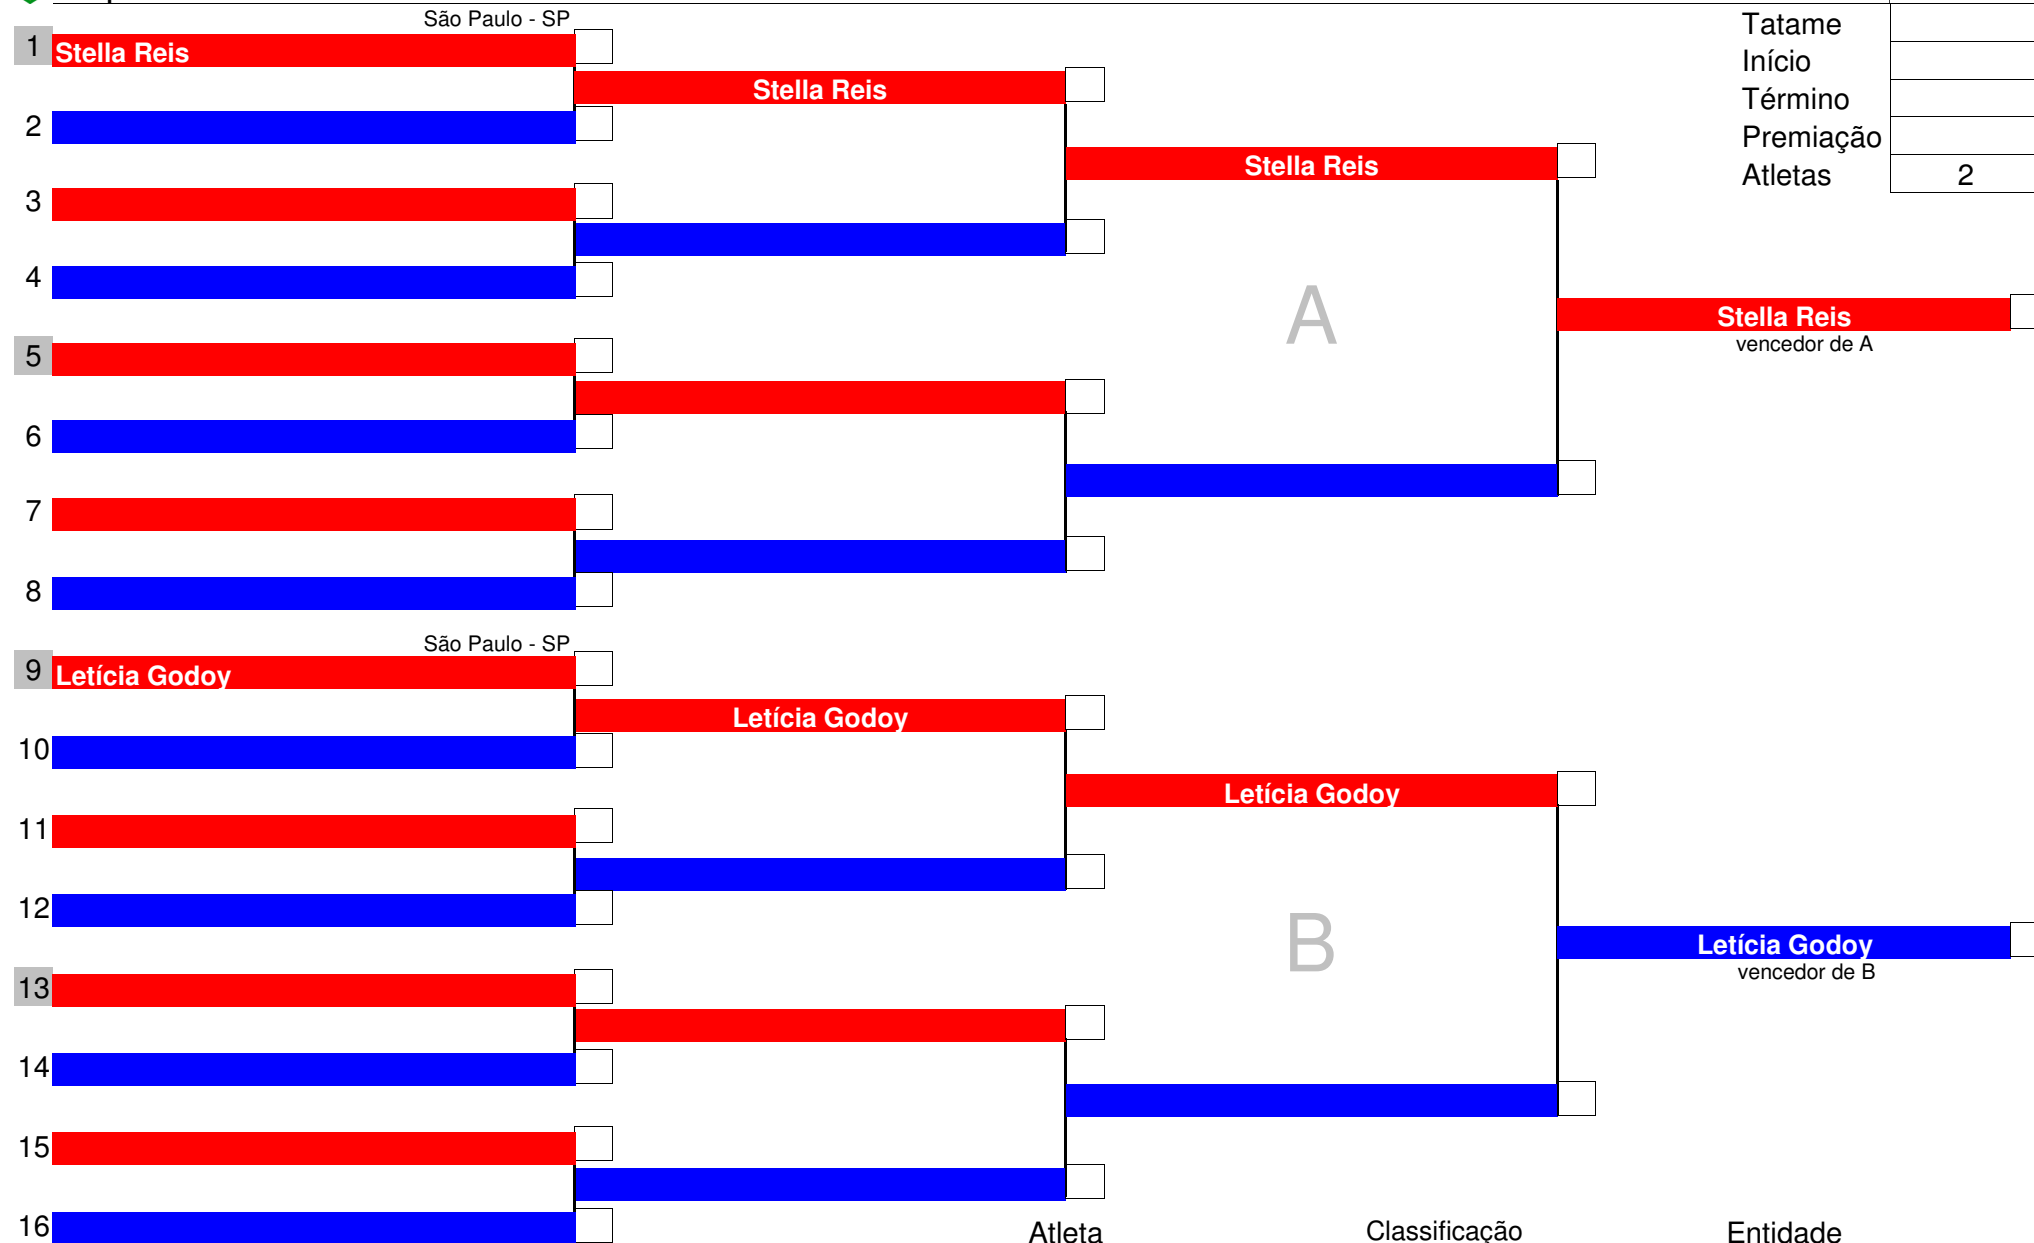 São Paulo - SP
Tatame
1 Stella Reis
Início
Stella Reis
Término
2
Premiação
Stella Reis
Atletas 2
3
4
A
Stella Reis
vencedor de A
5
6
7
8
São Paulo - SP
9 Letícia Godoy
Letícia Godoy
10
Letícia Godoy
11
12
B
Letícia Godoy
vencedor de B
13
14
15
16
Atleta Classificação Entidade